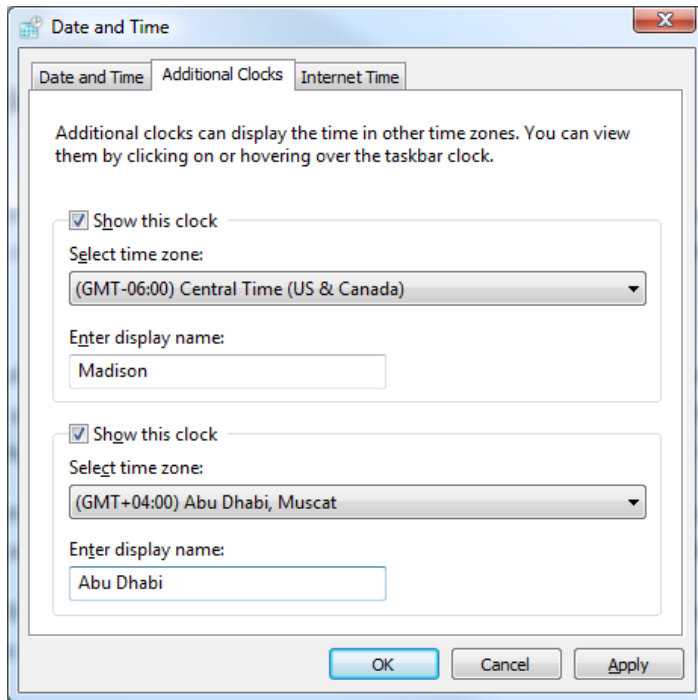 Date and Time
Date and Time Additional Clocks Internet Time
Additional clocks can display the time in other time zones. You can view
them by clicking on or hovering over the taskbar clock.
Show this clock
Select time zone:
(GMT-06:00) Central Time (US & Canada)
Enter display name:
Madison
Show this clock
Select time zone:
(GMT+04:00) Abu Dhabi, Muscat
Enter display name:
Abu Dhabi
OK Cancel Apply